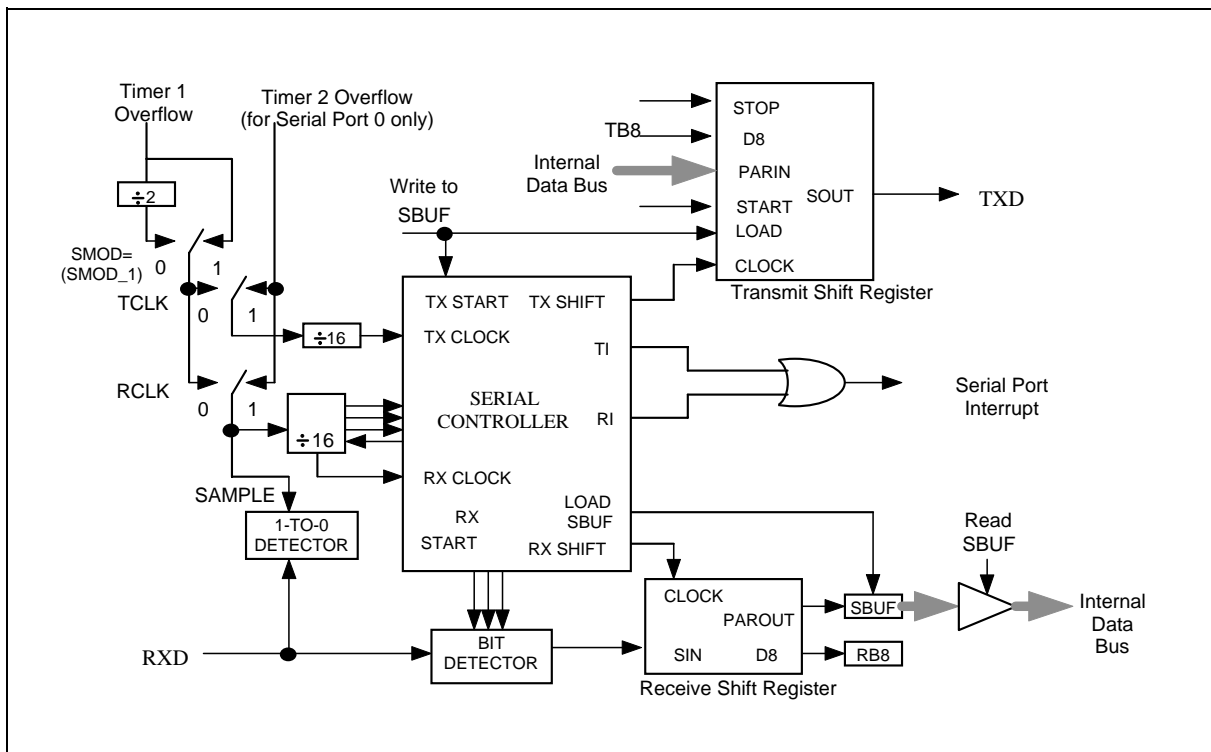 Timer 1
Overflow
Timer 2 Overflow
(for Serial Port 0 only)
÷2
SMOD=
(SMOD_1)
0
1
TCLK
0
1
÷16
RCLK
0
1
÷16
SAMPLE
1-TO-0
DETECTOR
RXD
Write to
SBUF
TX START
TX SHIFT
TX CLOCK
TI
SERIAL
CONTROLLER
RI
RX CLOCK
LOAD
SBUF
RX
START
RX SHIFT
BIT
DETECTOR
TB8
Internal
Data Bus
STOP
D8
PARIN
START
SOUT
LOAD
CLOCK
Transmit Shift Register
TXD
Serial Port
Interrupt
CLOCK
PAROUT
SIN
D8
Receive Shift Register
SBUF
RB8
Read
SBUF
Internal
Data
Bus